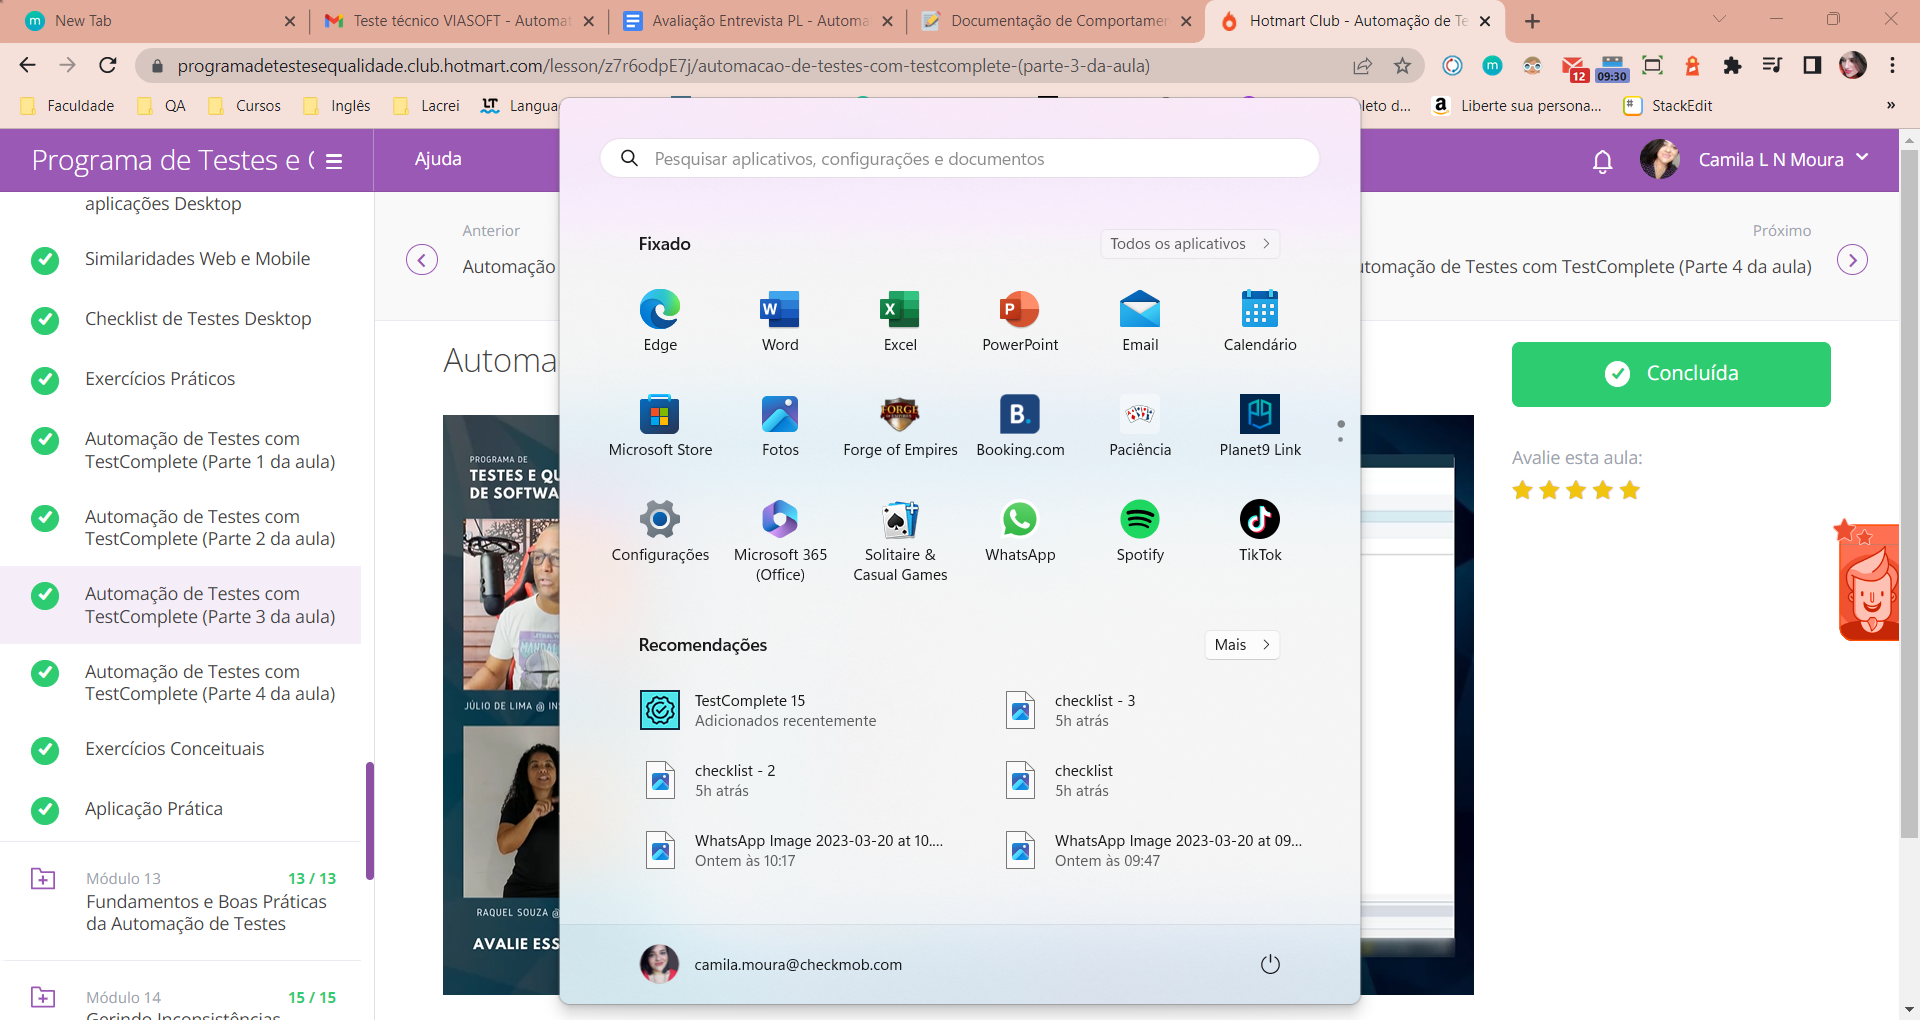 New Tab
Teste técnico VIASOFT - Automat
Avaliação Entrevista PL - Automa
Documentação de Comportamen
Hotmart Club - Automação de Te
programadetestesequalidade.club.hotmart.com/lesson/z7r6odpE7j/automacao-de-testes-com-testcomplete-(parte-3-da-aula)
12
09:30
Faculdade
QA
Cursos
Inglês
Lacrei
LT
Langua
leto d...
Liberte sua persona...
StackEdit
»
Programa de Testes e
Ajuda
Camila L N Moura
aplicações Desktop
Similaridades Web e Mobile
Checklist de Testes Desktop
Exercícios Práticos
Automação de Testes com
TestComplete (Parte 1 da aula)
Automação de Testes com
TestComplete (Parte 2 da aula)
Automação de Testes com
TestComplete (Parte 3 da aula)
Automação de Testes com
TestComplete (Parte 4 da aula)
Exercícios Conceituais
Aplicação Prática
Módulo 13
13 / 13
Fundamentos e Boas Práticas
da Automação de Testes
Módulo 14
15 / 15
Gerindo Inconsistências
Anterior
Automação
Próximo
utomação de Testes com TestComplete (Parte 4 da aula)
Automa
PROGRAMA DE
TESTES E QU
DE SOFTWA
JÚLIO DE LIMA @ IN
RAQUEL SOUZA @
AVALIE ESS
Concluída
Avalie esta aula:
Pesquisar aplicativos, configurações e documentos
Fixado
Todos os aplicativos
Edge
Word
Excel
PowerPoint
Email
Calendário
Microsoft Store
Fotos
FORGE
Forge of Empires
B.
Booking.com
Paciência
Planet9 Link
Configurações
Microsoft 365
(Office)
Solitaire &
Casual Games
WhatsApp
Spotify
TikTok
Recomendações
Mais
TestComplete 15
Adicionados recentemente
checklist - 3
5h atrás
checklist - 2
5h atrás
checklist
5h atrás
WhatsApp Image 2023-03-20 at 10....
Ontem às 10:17
WhatsApp Image 2023-03-20 at 09...
Ontem às 09:47
camila.moura@checkmob.com